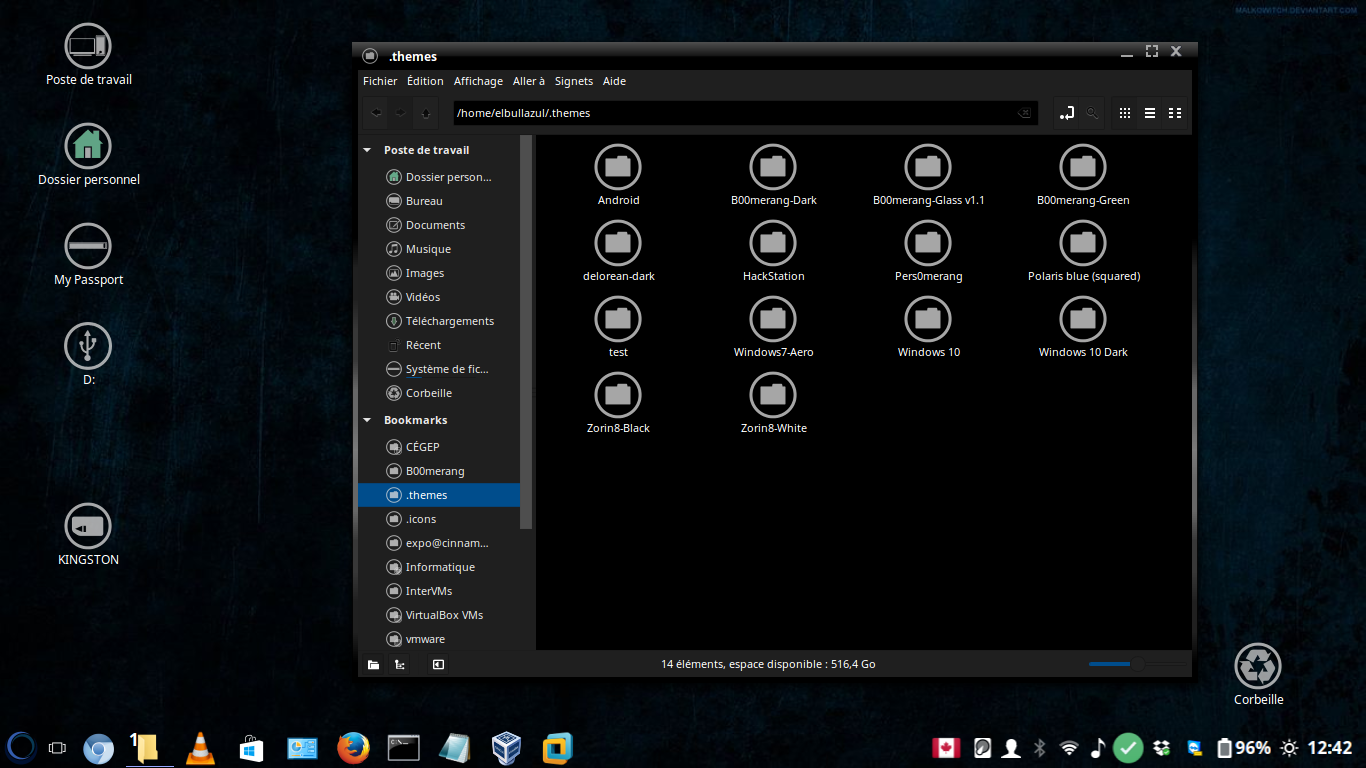 MALKOWITCH.DEVIANTART.COM
Poste de travail
Dossier personnel
My Passport
D:
KINGSTON
.themes
Fichier Édition Affichage Aller à Signets Aide
/home/elbullazul/.themes
Poste de travail
Dossier person...
Bureau
Documents
Musique
Images
Vidéos
Téléchargements
Récent
Système de fic...
Corbeille
Bookmarks
CÉGEP
B00merang
.themes
.icons
expo@cinnam...
Informatique
InterVMs
VirtualBox VMs
vmware
Android B00merang-Dark B00merang-Glass v1.1 B00merang-Green
delorean-dark HackStation Pers0merang Polaris blue (squared)
test Windows7-Aero Windows 10 Windows 10 Dark
Zorin8-Black Zorin8-White
14 éléments, espace disponible : 516,4 Go
Corbeille
1
96% 12:42